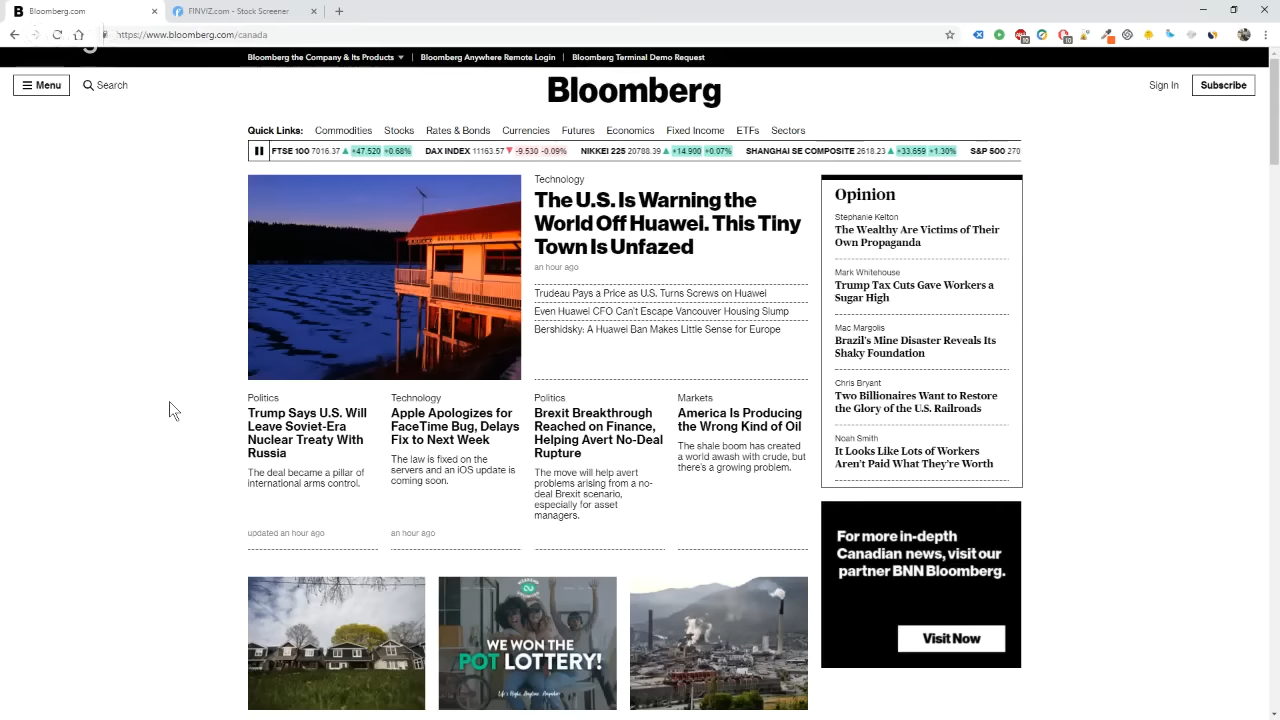 Bloomberg.com
FINVIZ.com - Stock Screener
https://www.bloomberg.com/canada
Bloomberg the Company & Its Products
Bloomberg Anywhere Remote Login
Bloomberg Terminal Demo Request
Menu
Search
Bloomberg
Sign In
Subscribe
Quick Links: Commodities Stocks Rates & Bonds Currencies Futures Economics Fixed Income ETFs Sectors
FTSE 100 7016.37 ▲ +47.520 +0.68% DAX INDEX 11163.57 ▼ -9.530 -0.09% NIKKEI 225 20788.39 ▲ +14.900 +0.07% SHANGHAI SE COMPOSITE 2618.23 ▲ +33.659 +1.30% S&P 500 270
Technology
The U.S. Is Warning the
World Off Huawei. This Tiny
Town Is Unfazed
an hour ago
Trudeau Pays a Price as U.S. Turns Screws on Huawei
Even Huawei CFO Can't Escape Vancouver Housing Slump
Bershidsky: A Huawei Ban Makes Little Sense for Europe
Opinion
Stephanie Kelton
The Wealthy Are Victims of Their
Own Propaganda
Mark Whitehouse
Trump Tax Cuts Gave Workers a
Sugar High
Mac Margolis
Brazil's Mine Disaster Reveals Its
Shaky Foundation
Chris Bryant
Two Billionaires Want to Restore
the Glory of the U.S. Railroads
Noah Smith
It Looks Like Lots of Workers
Aren't Paid What They're Worth
Politics
Trump Says U.S. Will
Leave Soviet-Era
Nuclear Treaty With
Russia
The deal became a pillar of
international arms control.
updated an hour ago
Technology
Apple Apologizes for
FaceTime Bug, Delays
Fix to Next Week
The law is fixed on the
servers and an iOS update is
coming soon.
an hour ago
Politics
Brexit Breakthrough
Reached on Finance,
Helping Avert No-Deal
Rupture
The move will help avert
problems arising from a no-
deal Brexit scenario,
especially for asset
managers.
Markets
America Is Producing
the Wrong Kind of Oil
The shale boom has created
a world awash with crude, but
there's a growing problem.
For more in-depth
Canadian news, visit our
partner BNN Bloomberg.
Visit Now
WE WON THE
POT LOTTERY!